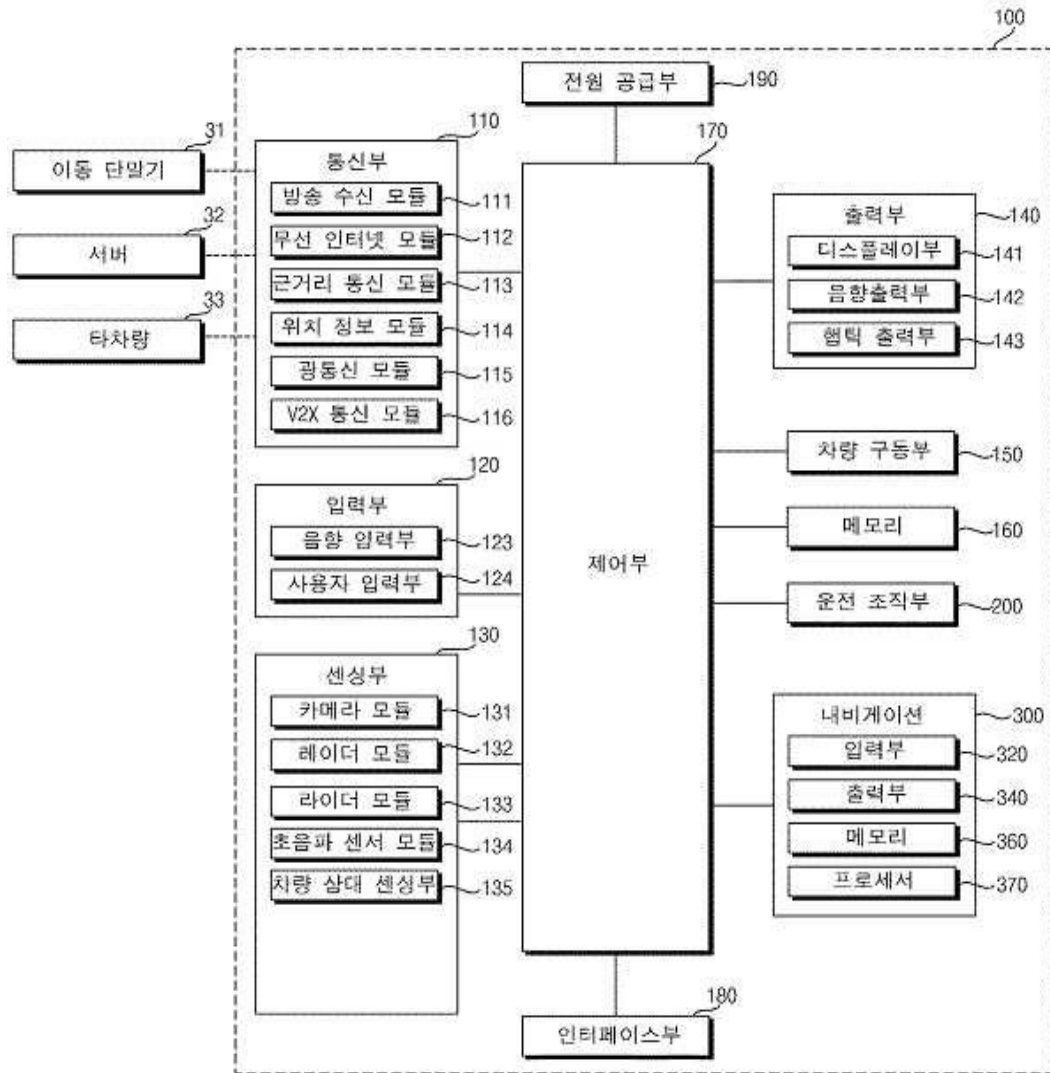 100
전원 공급부
190
31
이동 단말기
32
서버
33
타차량
110
통신부
방송 수신 모듈
111
무선 인터넷 모듈
112
근거리 통신 모듈
113
위치 정보 모듈
114
광통신 모듈
115
V2X 통신 모듈
116
120
입력부
음향 입력부
123
사용자 입력부
124
130
센싱부
카메라 모듈
131
레이더 모듈
132
라이더 모듈
133
초음파 센서 모듈
134
차량 상태 센싱부
135
170
제어부
출력부
140
디스플레이부
141
음향출력부
142
햅틱 출력부
143
차량 구동부
150
메모리
160
운전 조작부
200
내비게이션
300
입력부
320
출력부
340
메모리
360
프로세서
370
180
인터페이스부